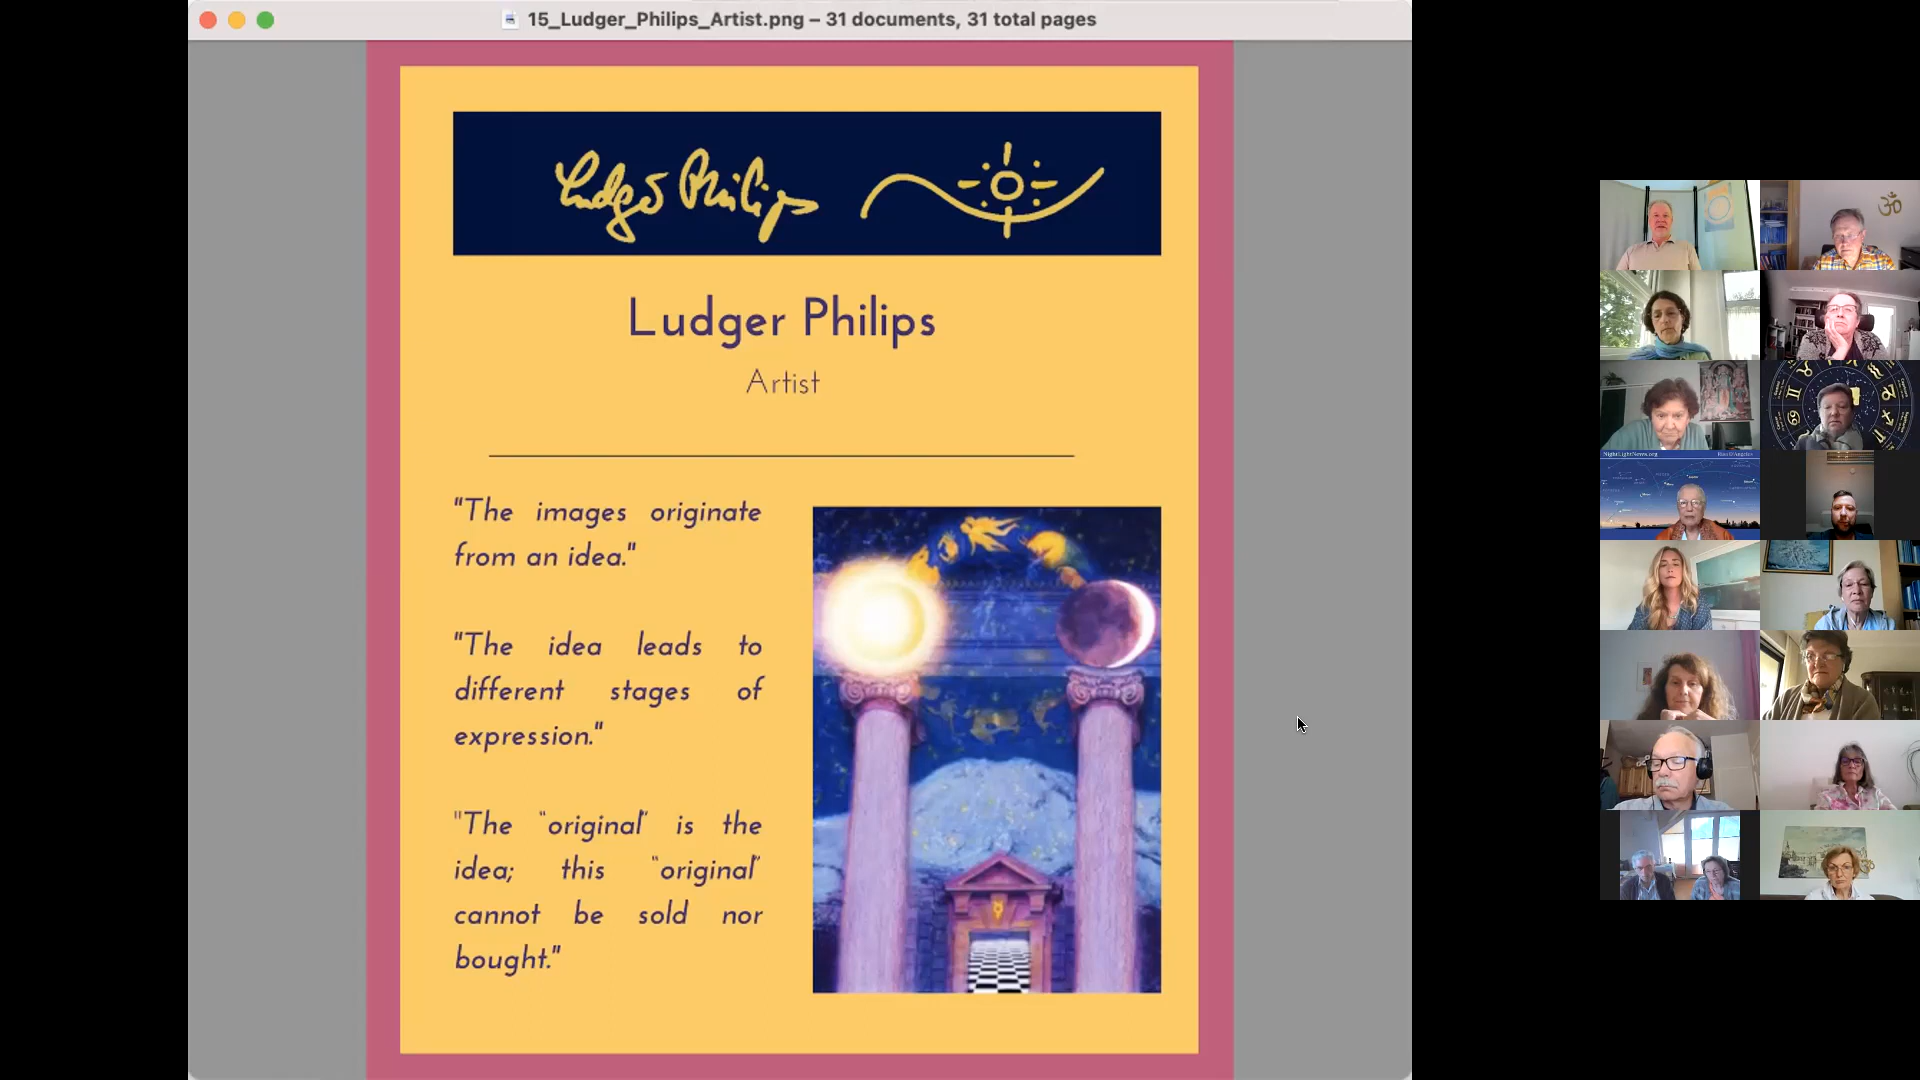 15_Ludger_Philips_Artist.png – 31 documents, 31 total pages
Ludger Philips
Ludger Philips
Artist
"The images originate
from an idea."
"The idea leads to
different stages of
expression."
"The “original” is the
idea; this “original”
cannot be sold nor
bought."
NightLightNews.org